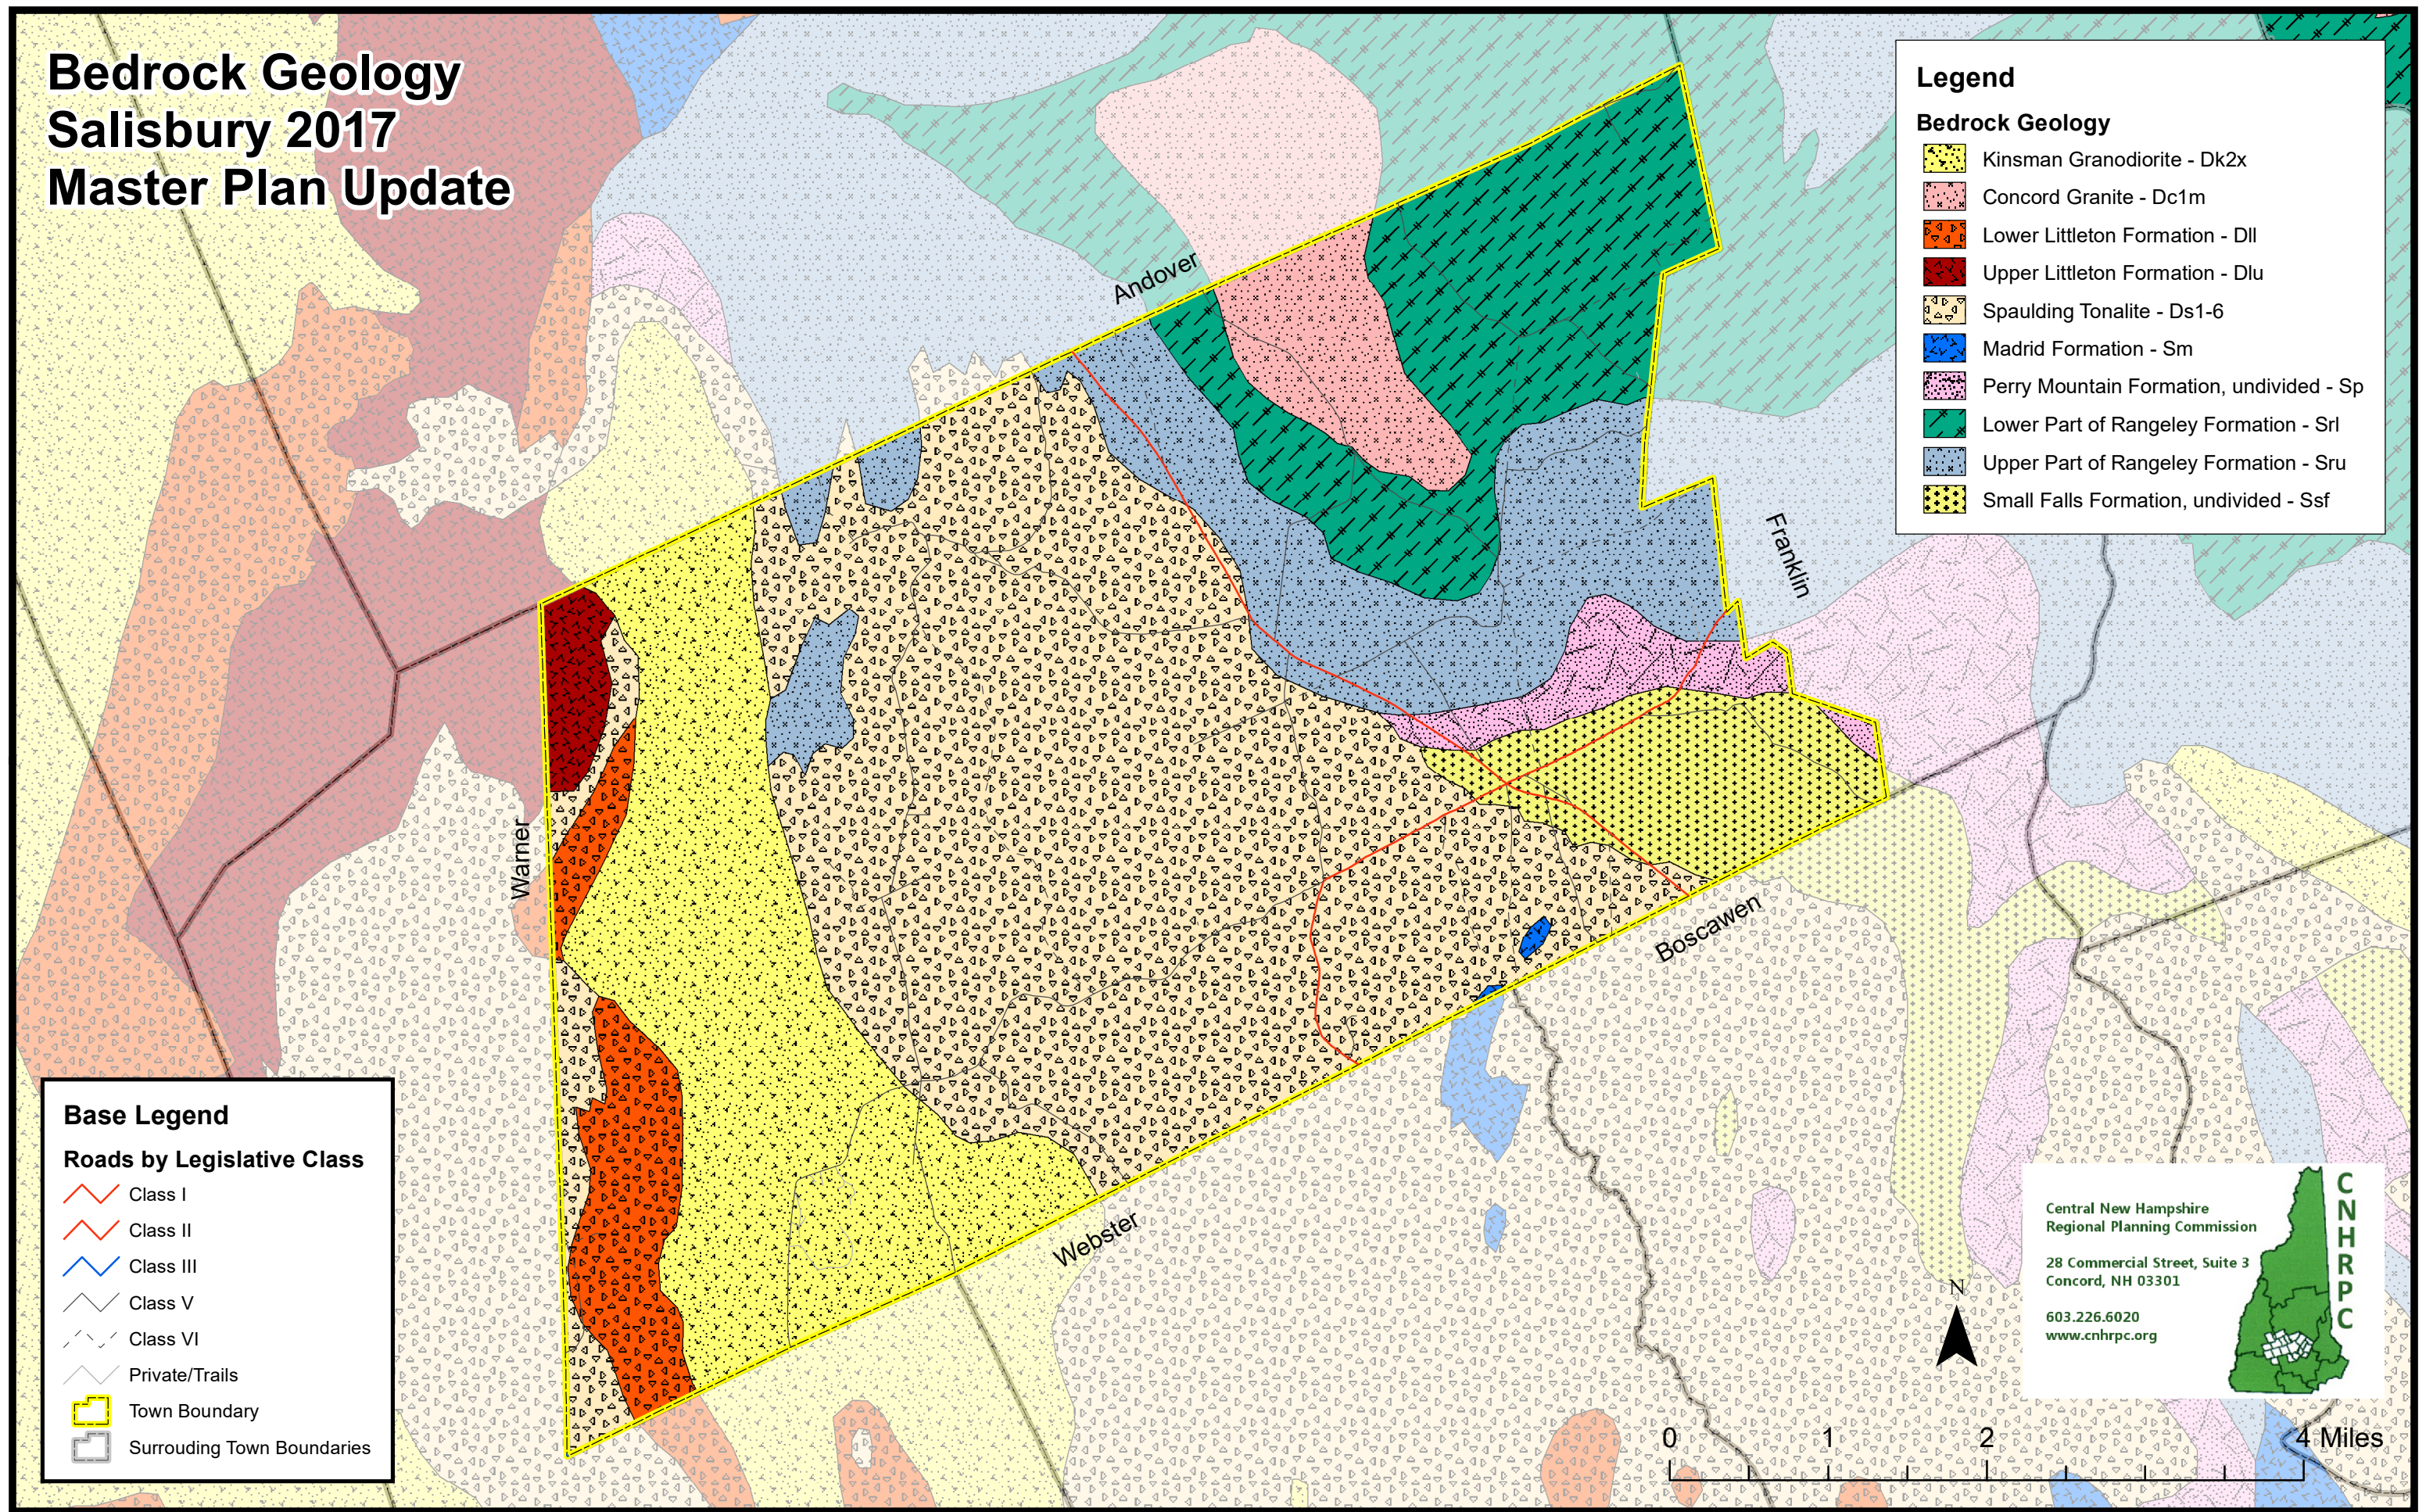 Bedrock Geology
Salisbury 2017
Master Plan Update
Legend
Bedrock Geology
Kinsman Granodiorite - Dk2x
Concord Granite - Dc1m
Lower Littleton Formation - Dll
Upper Littleton Formation - Dlu
Spaulding Tonalite - Ds1-6
Madrid Formation - Sm
Perry Mountain Formation, undivided - Sp
Lower Part of Rangeley Formation - Srl
Upper Part of Rangeley Formation - Sru
Small Falls Formation, undivided - Ssf
Andover
Franklin
Warner
Boscawen
Webster
Base Legend
Roads by Legislative Class
Class I
Class II
Class III
Class V
Class VI
Private/Trails
Town Boundary
Surrouding Town Boundaries
Central New Hampshire
Regional Planning Commission
28 Commercial Street, Suite 3
Concord, NH 03301
603.226.6020
www.cnhrpc.org
CNHRPC
N
0 1 2 4 Miles